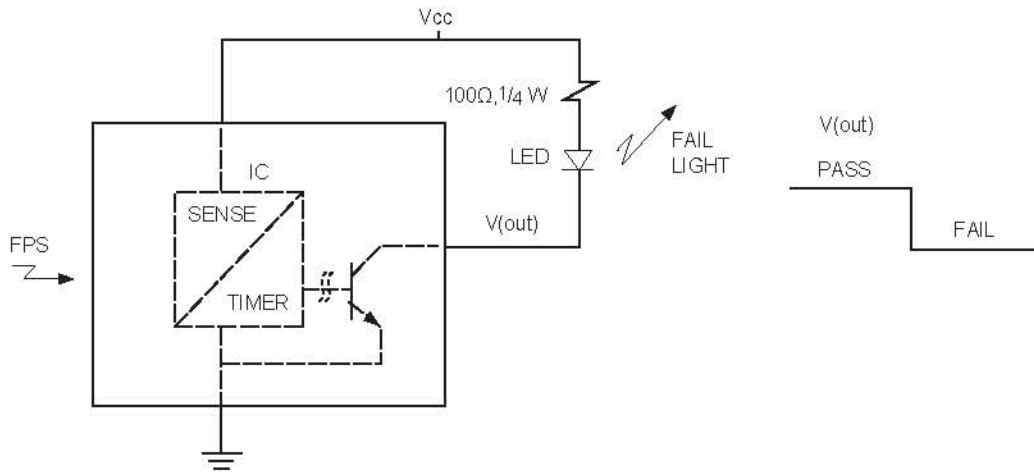 Vcc
100Ω,1/4 W
LED
FAIL
LIGHT
V(out)
PASS
FAIL
IC
SENSE
V(out)
FPS
TIMER